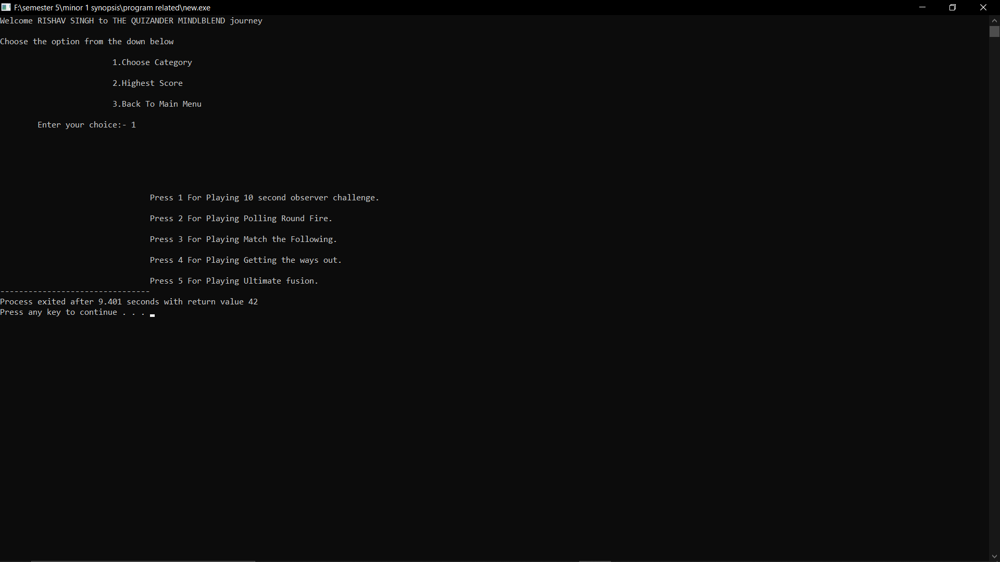 F:\semester 5\minor 1 synopsis\program related\new.exe
Welcome RISHAV SINGH to THE QUIZANDER MINDLBLEND journey
Choose the option from the down below
1.Choose Category
2.Highest Score
3.Back To Main Menu
Enter your choice:- 1
Press 1 For Playing 10 second observer challenge.
Press 2 For Playing Polling Round Fire.
Press 3 For Playing Match the Following.
Press 4 For Playing Getting the ways out.
Press 5 For Playing Ultimate fusion.
--------------------------------
Process exited after 9.401 seconds with return value 42
Press any key to continue . . .